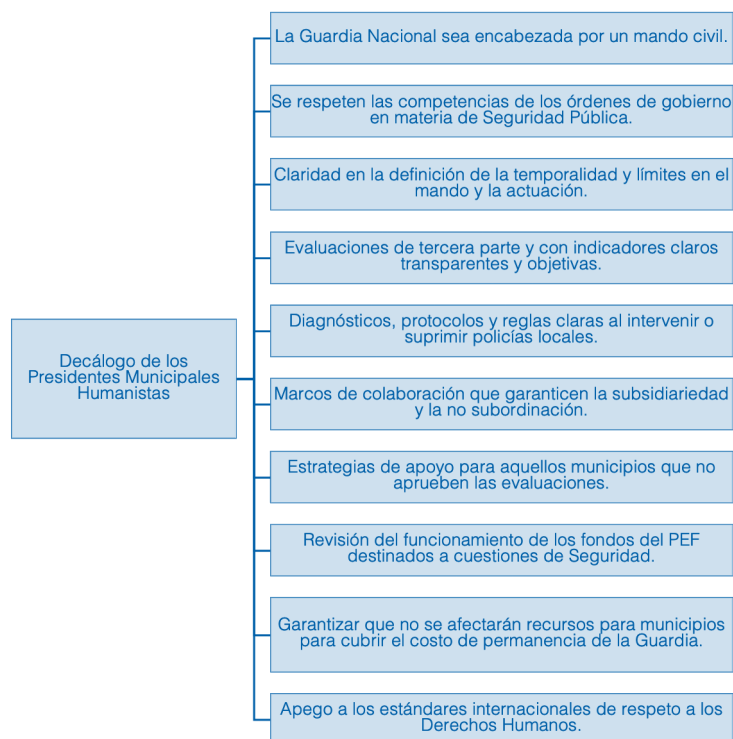 La Guardia Nacional sea encabezada por un mando civil.
Se respeten las competencias de los órdenes de gobierno
en materia de Seguridad Pública.
Claridad en la definición de la temporalidad y límites en el
mando y la actuación.
Evaluaciones de tercera parte y con indicadores claros
transparentes y objetivas.
Diagnósticos, protocolos y reglas claras al intervenir o
suprimir policías locales.
Decálogo de los
Presidentes Municipales
Humanistas
Marcos de colaboración que garanticen la subsidiariedad
y la no subordinación.
Estrategias de apoyo para aquellos municipios que no
aprueben las evaluaciones.
Revisión del funcionamiento de los fondos del PEF
destinados a cuestiones de Seguridad.
Garantizar que no se afectarán recursos para municipios
para cubrir el costo de permanencia de la Guardia.
Apego a los estándares internacionales de respeto a los
Derechos Humanos.